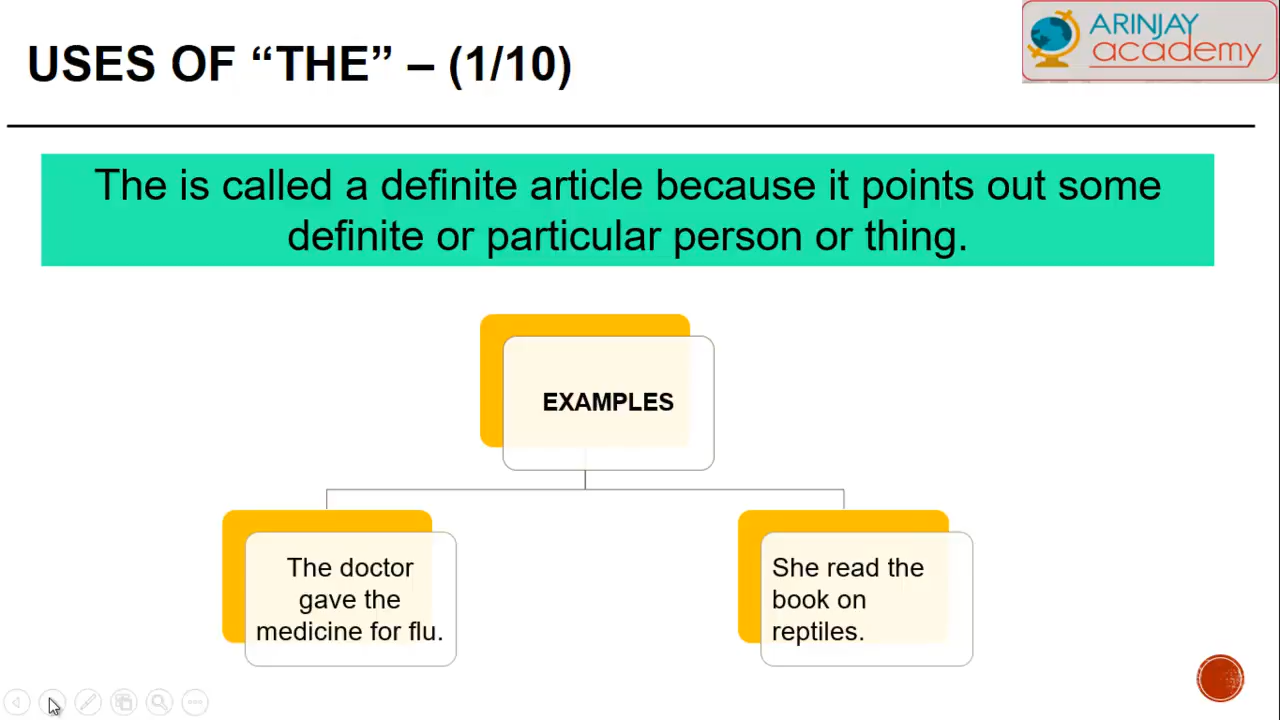 ARINJAY
academy
USES OF “THE” – (1/10)
The is called a definite article because it points out some
definite or particular person or thing.
EXAMPLES
The doctor
gave the
medicine for flu.
She read the
book on
reptiles.